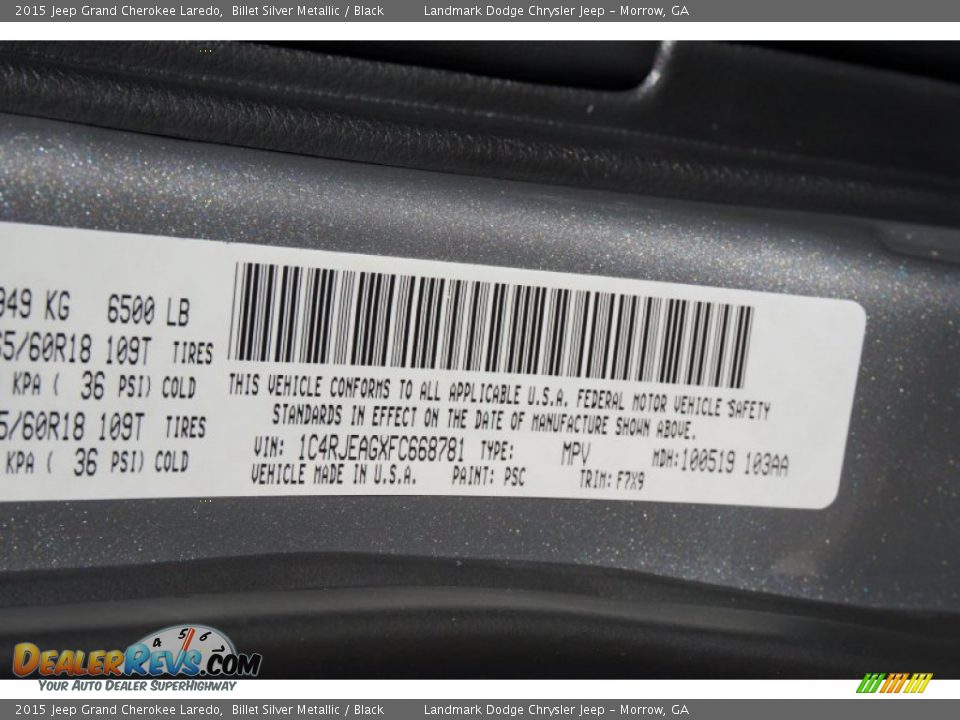 2015 Jeep Grand Cherokee Laredo, Billet Silver Metallic / Black Landmark Dodge Chrysler Jeep - Morrow, GA
949 KG 6500 LB
65/60R18 109T TIRES
KPA ( 36 PSI) COLD
5/60R18 109T TIRES
KPA ( 36 PSI) COLD
THIS VEHICLE CONFORMS TO ALL APPLICABLE U.S.A. FEDERAL MOTOR VEHICLE SAFETY
STANDARDS IN EFFECT ON THE DATE OF MANUFACTURE SHOWN ABOVE.
VIN: 1C4RJEAGXFC668781 TYPE: MPV MDH:100519 103AA
VEHICLE MADE IN U.S.A. PAINT: PSC TRIM: F7X9
4 5 6
DEALERREVS.COM
YOUR AUTO DEALER SUPERHIGHWAY
2015 Jeep Grand Cherokee Laredo, Billet Silver Metallic / Black Landmark Dodge Chrysler Jeep - Morrow, GA